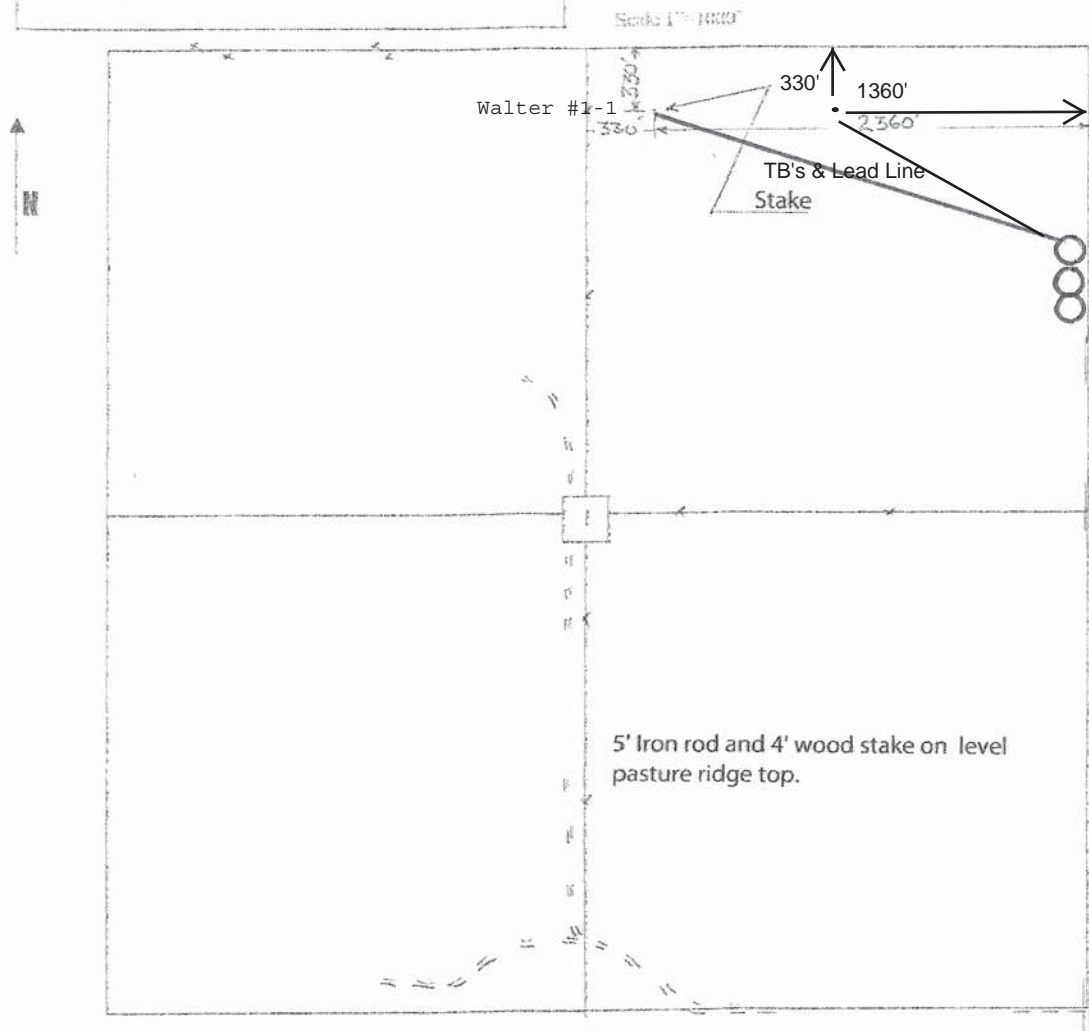 Scale 1"=1000'
330'
330'
1360'
Walter #1-1
330'
2360'
TB's & Lead Line
Stake
N
1
5' Iron rod and 4' wood stake on level
pasture ridge top.